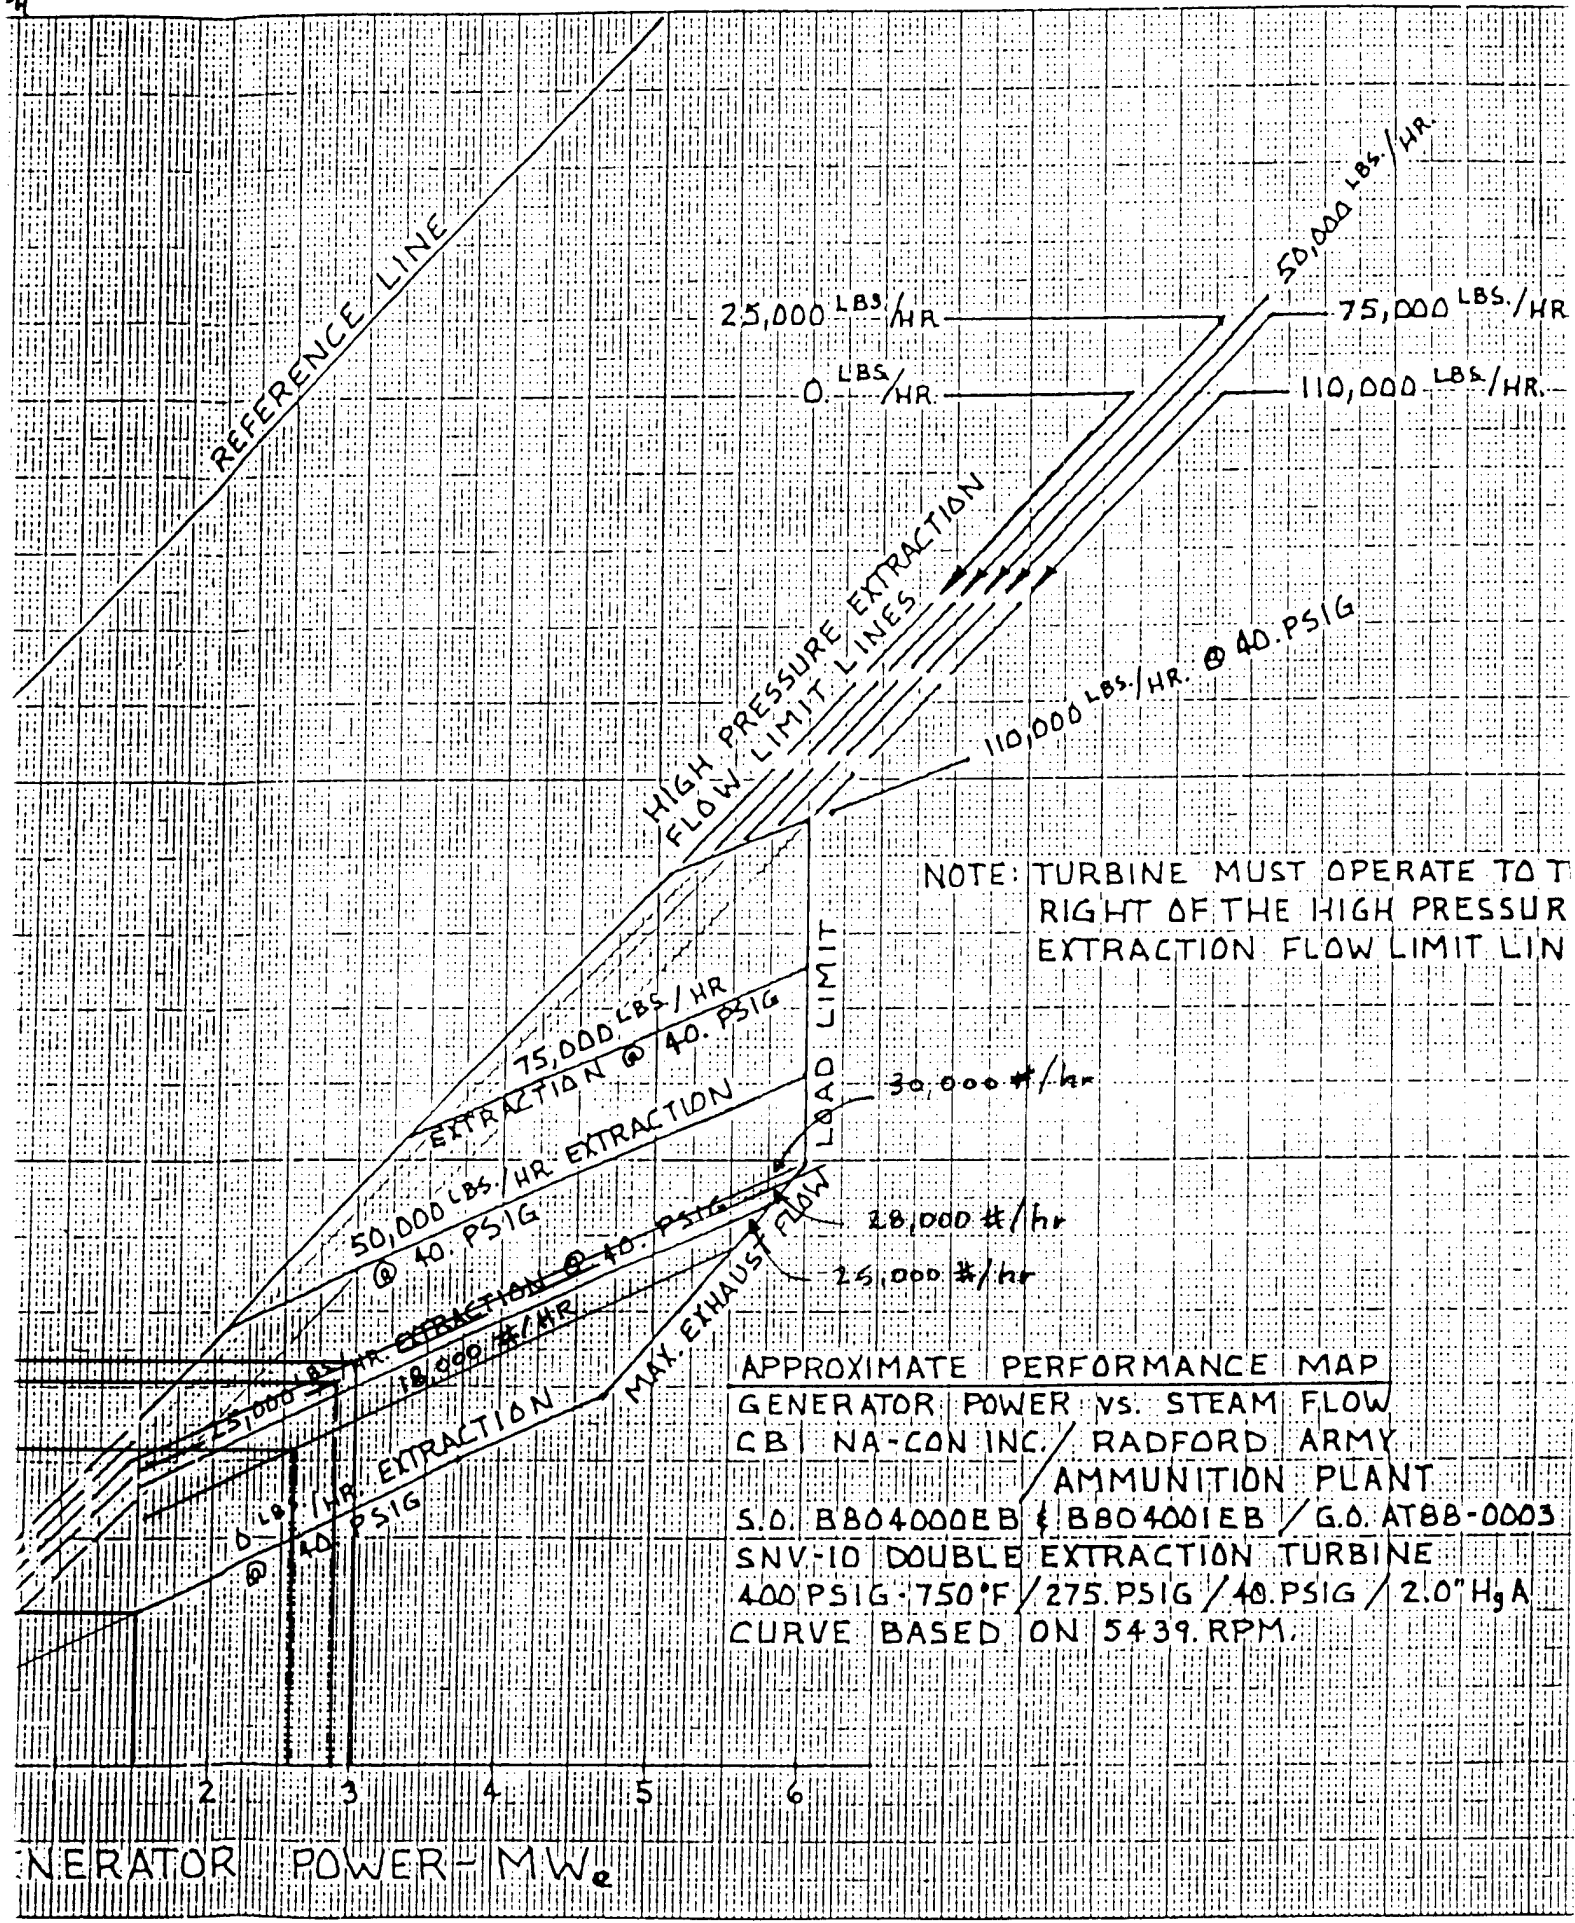 REFERENCE LINE
50,000 LBS./HR.
25,000 LBS/HR
75,000 LBS./HR
0 LBS/HR
110,000 LBS/HR.
HIGH PRESSURE EXTRACTION
FLOW LIMIT LINES
110,000 LBS./HR. @ 40. PSIG
NOTE: TURBINE MUST OPERATE TO T
RIGHT OF THE HIGH PRESSUR
EXTRACTION FLOW LIMIT LIN
LOAD LIMIT
75,000 LBS./HR
EXTRACTION @ 40. PSIG
30,000 #/hr
50,000 LBS./HR EXTRACTION
@ 40. PSIG
28,000 #/hr
25,000 #/hr
MAX. EXHAUST FLOW
25,000 LBS/HR. EXTRACTION @ 40. PSIG
18,000 #/HR
0 LBS/HR EXTRACTION
@ 40. PSIG
APPROXIMATE PERFORMANCE MAP
GENERATOR POWER VS. STEAM FLOW
CBI NA-CON INC. / RADFORD ARMY
AMMUNITION PLANT
S.O. B804000EB & B804001EB / G.O. AT88-0003
SNV-10 DOUBLE EXTRACTION TURBINE
400 PSIG-750°F / 275. PSIG / 40. PSIG / 2.0" HgA
CURVE BASED ON 5439. RPM.
2 3 4 5 6
NERATOR POWER - MWe